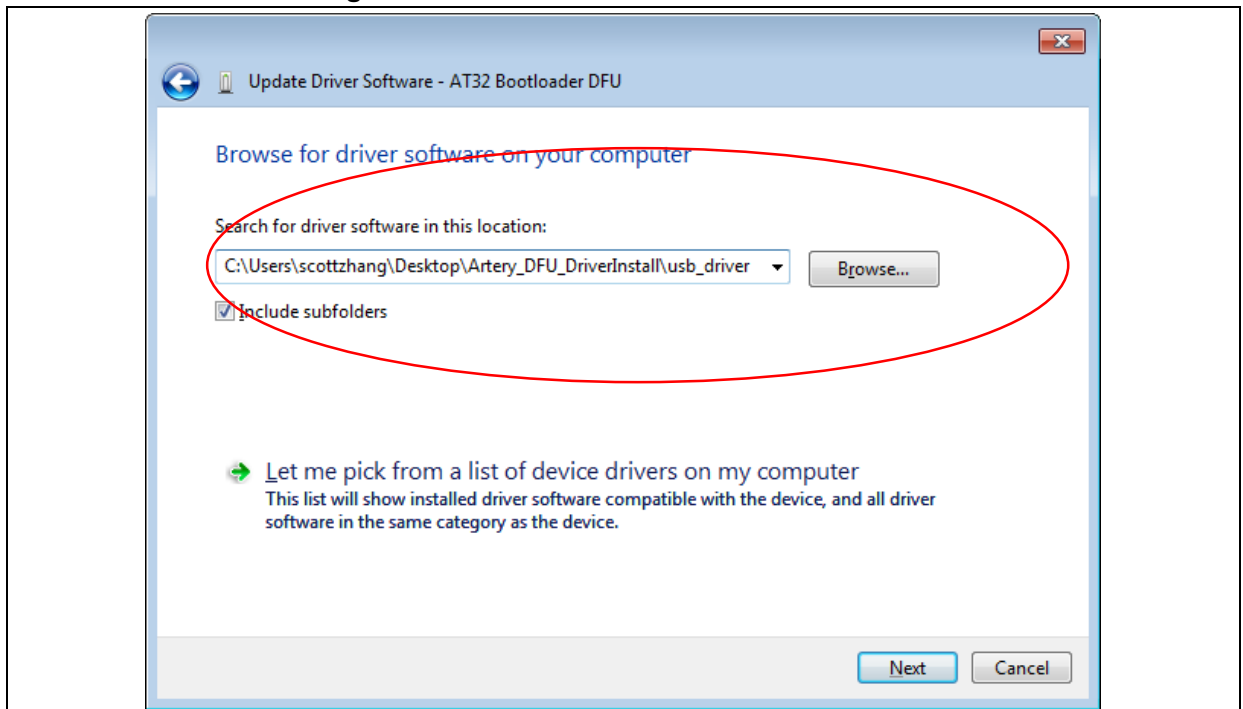 Update Driver Software - AT32 Bootloader DFU
Browse for driver software on your computer
Search for driver software in this location:
C:\Users\scottzhang\Desktop\Artery_DFU_DriverInstall\usb_driver
Browse...
Include subfolders
Let me pick from a list of device drivers on my computer
This list will show installed driver software compatible with the device, and all driver
software in the same category as the device.
Next Cancel